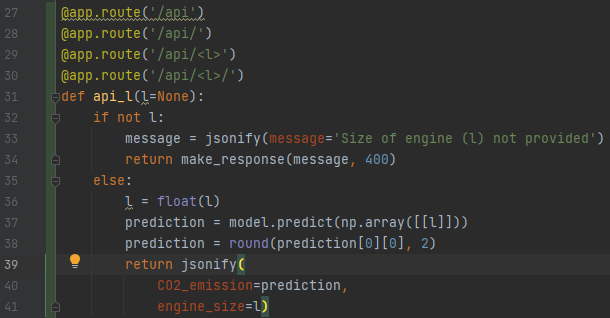 27 @app.route('/api')
28 @app.route('/api/')
29 @app.route('/api/<l>')
30 @app.route('/api/<l>/')
31 def api_l(l=None):
32     if not l:
33         message = jsonify(message='Size of engine (l) not provided')
34         return make_response(message, 400)
35     else:
36         l = float(l)
37         prediction = model.predict(np.array([[l]]))
38         prediction = round(prediction[0][0], 2)
39         return jsonify(
40             CO2_emission=prediction,
41             engine_size=l)